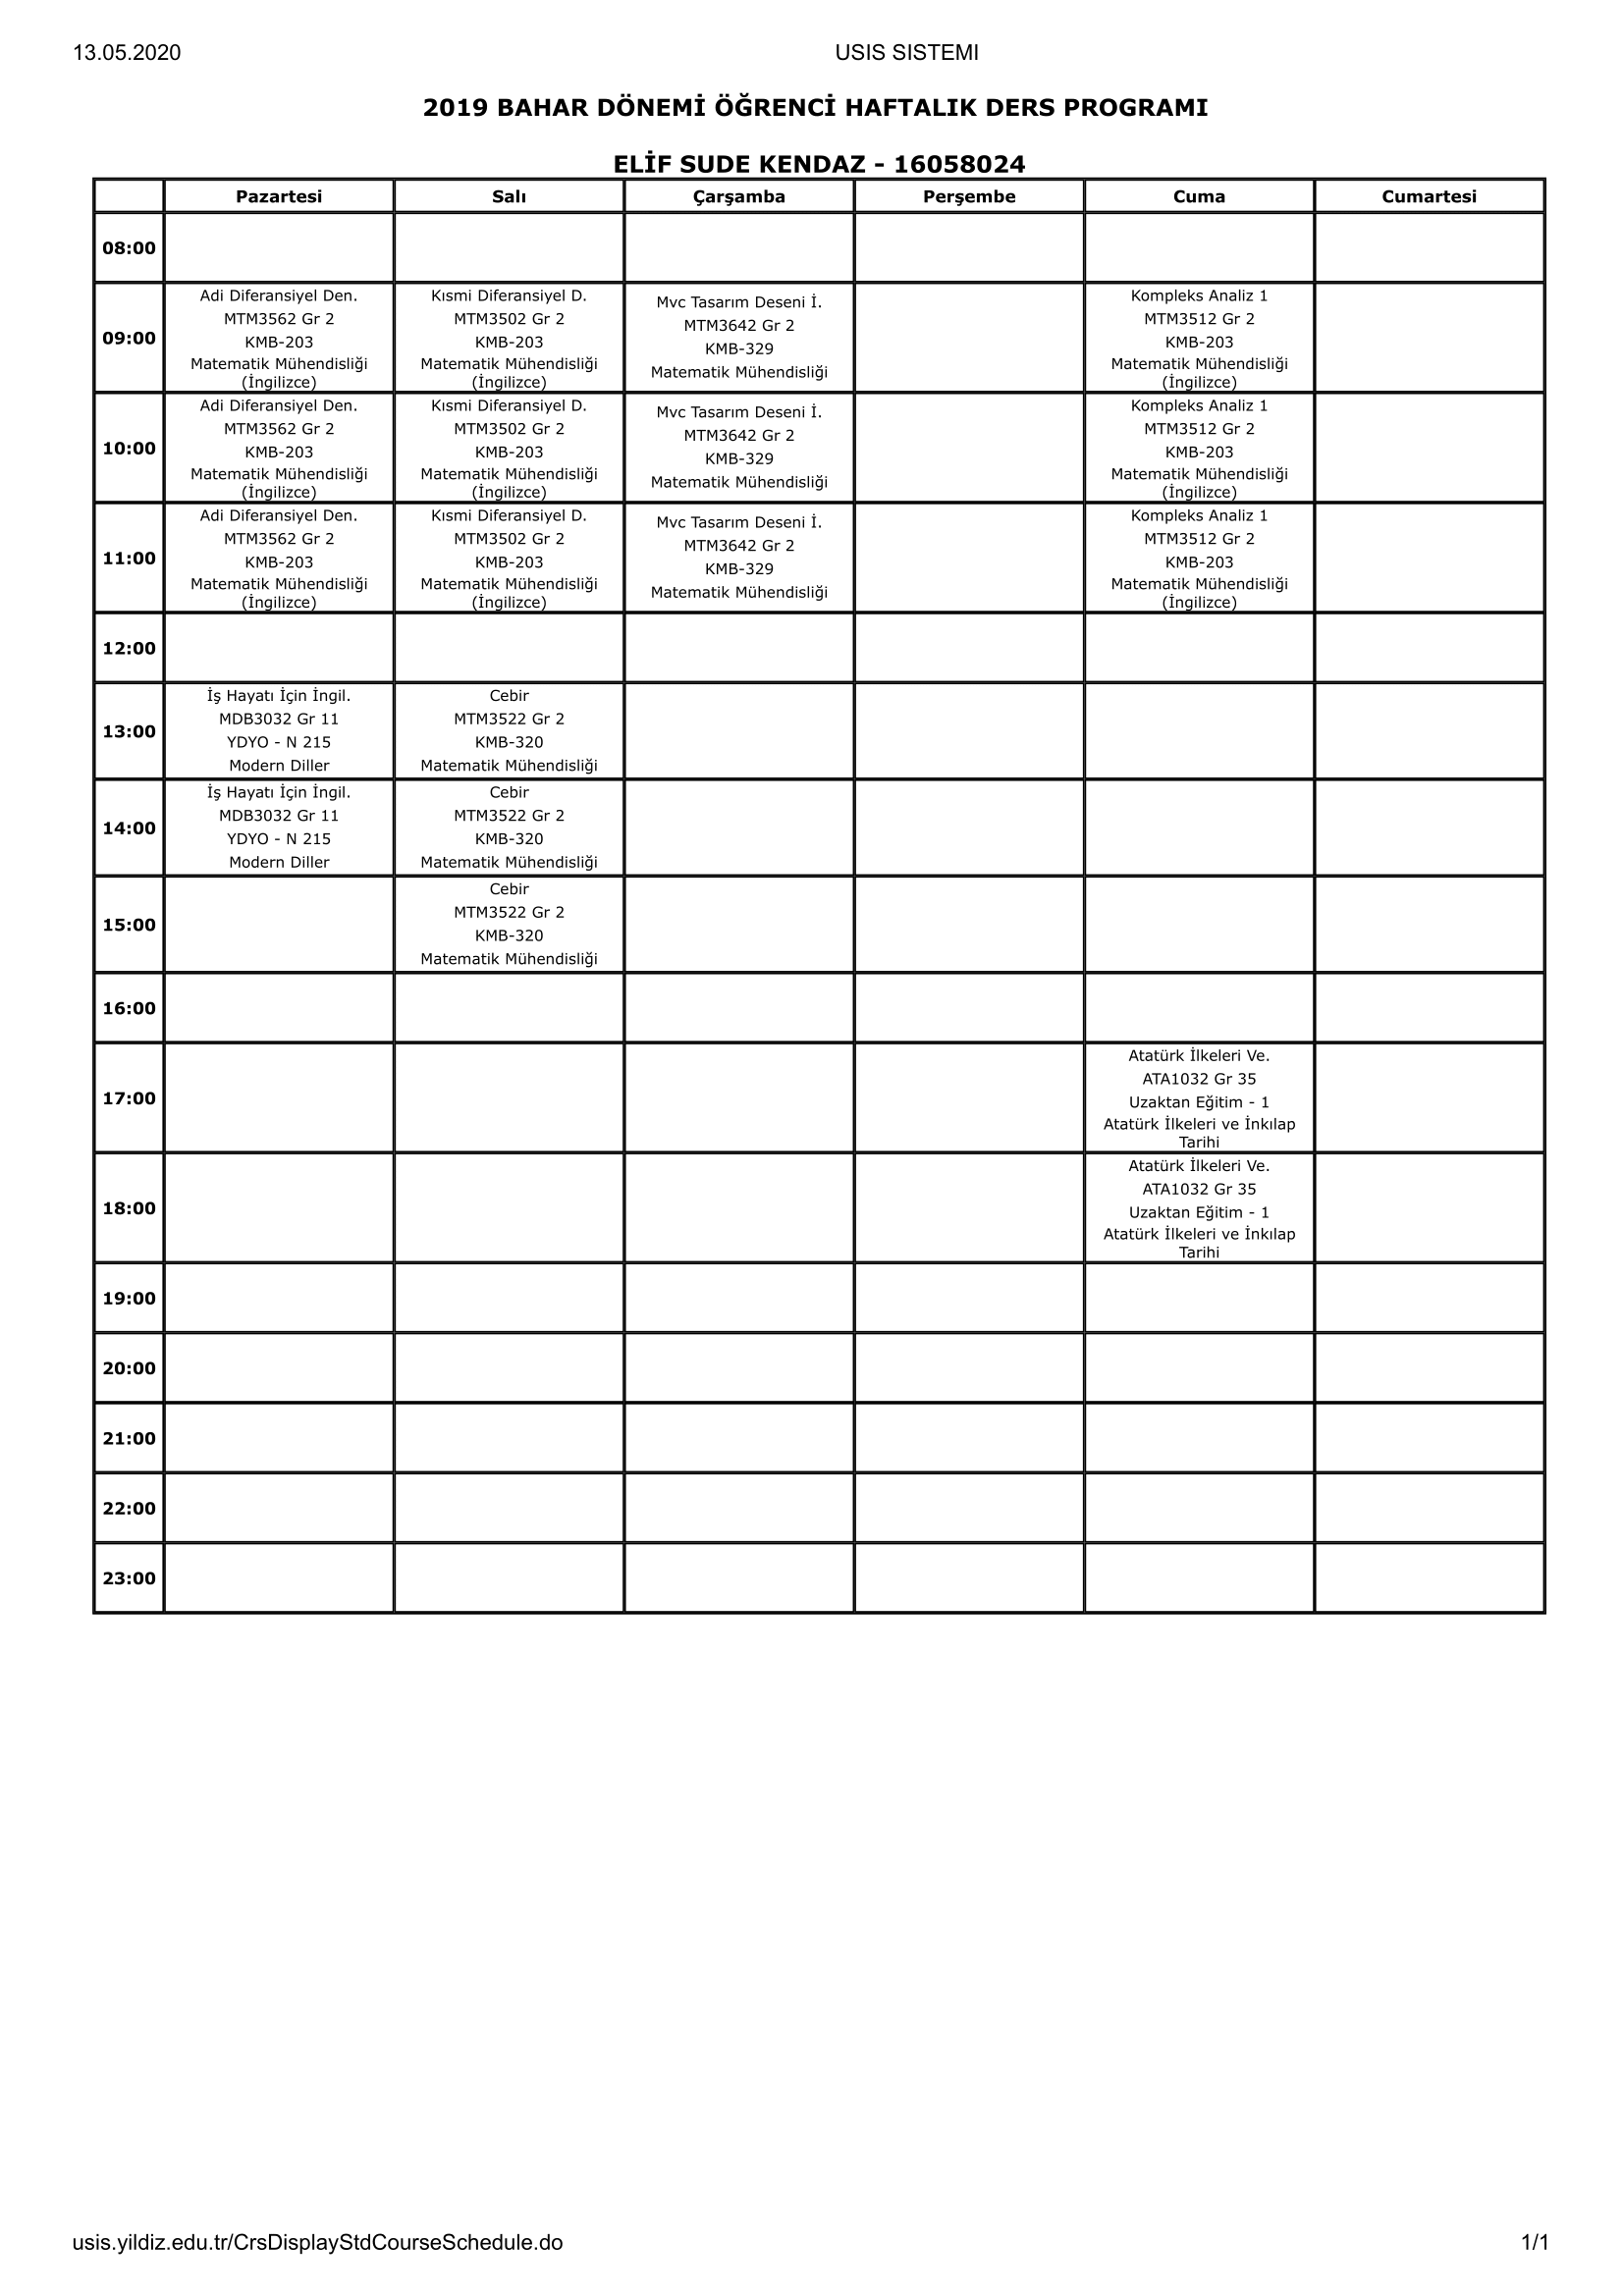 13.05.2020 USIS SISTEMI
2019 BAHAR DÖNEMİ ÖĞRENCİ HAFTALIK DERS PROGRAMI
ELİF SUDE KENDAZ - 16058024
Pazartesi Salı Çarşamba Perşembe Cuma Cumartesi
08:00
09:00
Adi Diferansiyel Den.
MTM3562 Gr 2
KMB-203
Matematik Mühendisliği
(İngilizce)
Kısmi Diferansiyel D.
MTM3502 Gr 2
KMB-203
Matematik Mühendisliği
(İngilizce)
Mvc Tasarım Deseni İ.
MTM3642 Gr 2
KMB-329
Matematik Mühendisliği
Kompleks Analiz 1
MTM3512 Gr 2
KMB-203
Matematik Mühendisliği
(İngilizce)
10:00
Adi Diferansiyel Den.
MTM3562 Gr 2
KMB-203
Matematik Mühendisliği
(İngilizce)
Kısmi Diferansiyel D.
MTM3502 Gr 2
KMB-203
Matematik Mühendisliği
(İngilizce)
Mvc Tasarım Deseni İ.
MTM3642 Gr 2
KMB-329
Matematik Mühendisliği
Kompleks Analiz 1
MTM3512 Gr 2
KMB-203
Matematik Mühendisliği
(İngilizce)
11:00
Adi Diferansiyel Den.
MTM3562 Gr 2
KMB-203
Matematik Mühendisliği
(İngilizce)
Kısmi Diferansiyel D.
MTM3502 Gr 2
KMB-203
Matematik Mühendisliği
(İngilizce)
Mvc Tasarım Deseni İ.
MTM3642 Gr 2
KMB-329
Matematik Mühendisliği
Kompleks Analiz 1
MTM3512 Gr 2
KMB-203
Matematik Mühendisliği
(İngilizce)
12:00
13:00
İş Hayatı İçin İngil.
MDB3032 Gr 11
YDYO - N 215
Modern Diller
Cebir
MTM3522 Gr 2
KMB-320
Matematik Mühendisliği
14:00
İş Hayatı İçin İngil.
MDB3032 Gr 11
YDYO - N 215
Modern Diller
Cebir
MTM3522 Gr 2
KMB-320
Matematik Mühendisliği
15:00
Cebir
MTM3522 Gr 2
KMB-320
Matematik Mühendisliği
16:00
17:00
Atatürk İlkeleri Ve.
ATA1032 Gr 35
Uzaktan Eğitim - 1
Atatürk İlkeleri ve İnkılap
Tarihi
18:00
Atatürk İlkeleri Ve.
ATA1032 Gr 35
Uzaktan Eğitim - 1
Atatürk İlkeleri ve İnkılap
Tarihi
19:00
20:00
21:00
22:00
23:00
usis.yildiz.edu.tr/CrsDisplayStdCourseSchedule.do 1/1